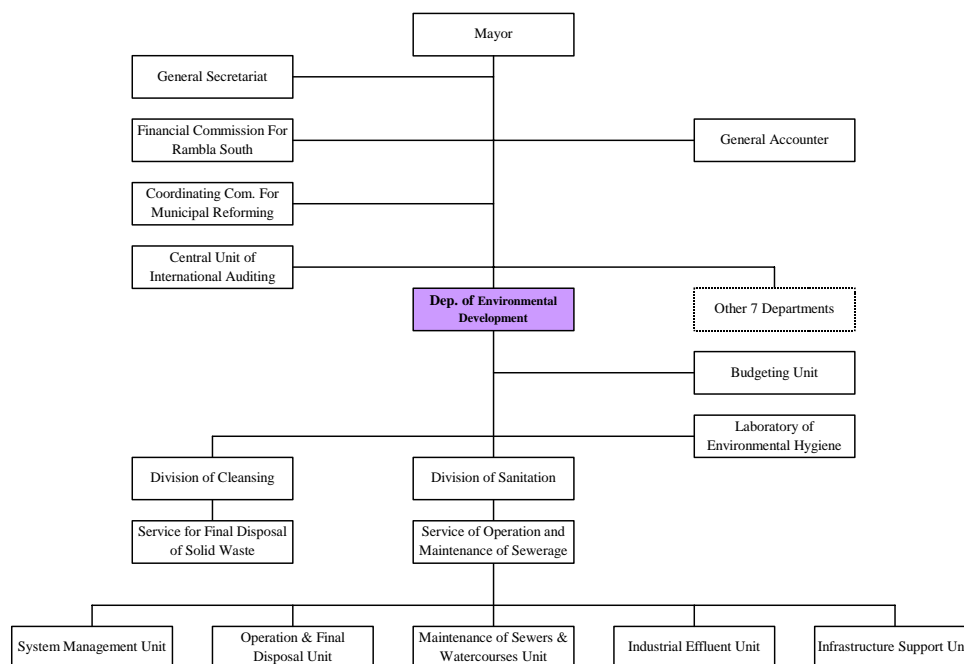 Mayor
General Secretariat
Financial Commission For
Rambla South
General Accounter
Coordinating Com. For
Municipal Reforming
Central Unit of
International Auditing
Dep. of Environmental
Development
Other 7 Departments
Budgeting Unit
Laboratory of
Environmental Hygiene
Division of Cleansing
Division of Sanitation
Service for Final Disposal
of Solid Waste
Service of Operation and
Maintenance of Sewerage
System Management Unit
Operation & Final
Disposal Unit
Maintenance of Sewers &
Watercourses Unit
Industrial Effluent Unit
Infrastructure Support Un